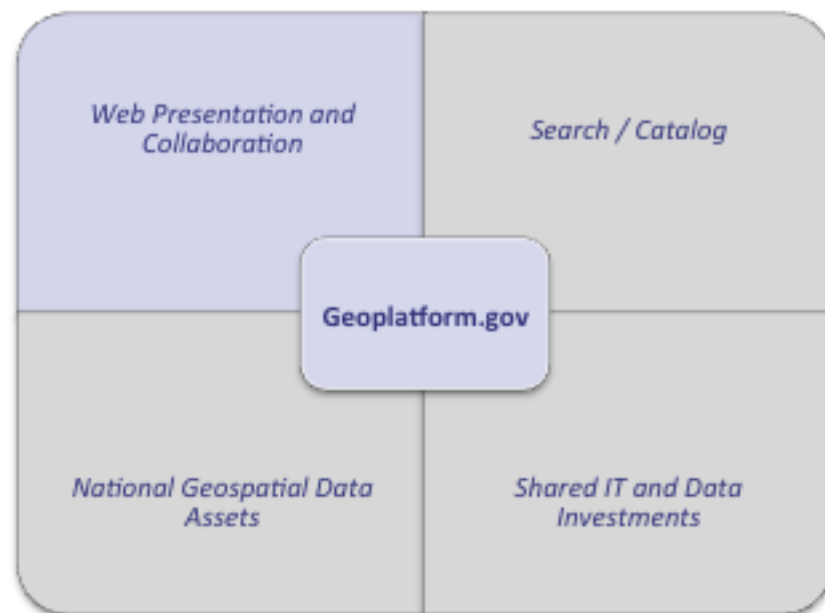 Web Presentation and
Collaboration
Search / Catalog
Geoplatform.gov
National Geospatial Data
Assets
Shared IT and Data
Investments